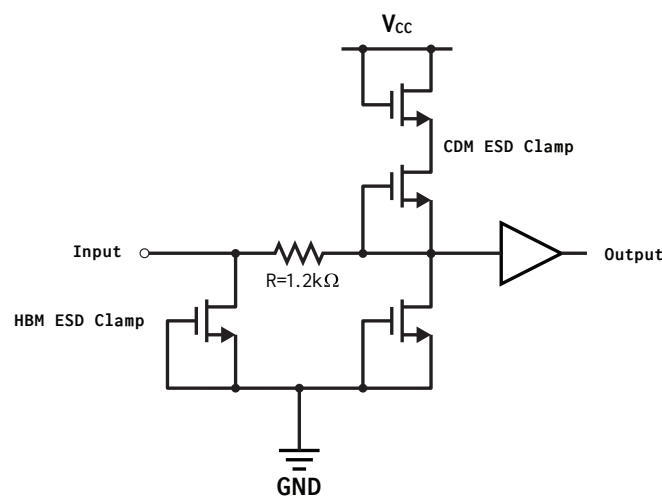 Vcc
CDM ESD Clamp
Input
R=1.2kΩ
Output
HBM ESD Clamp
GND